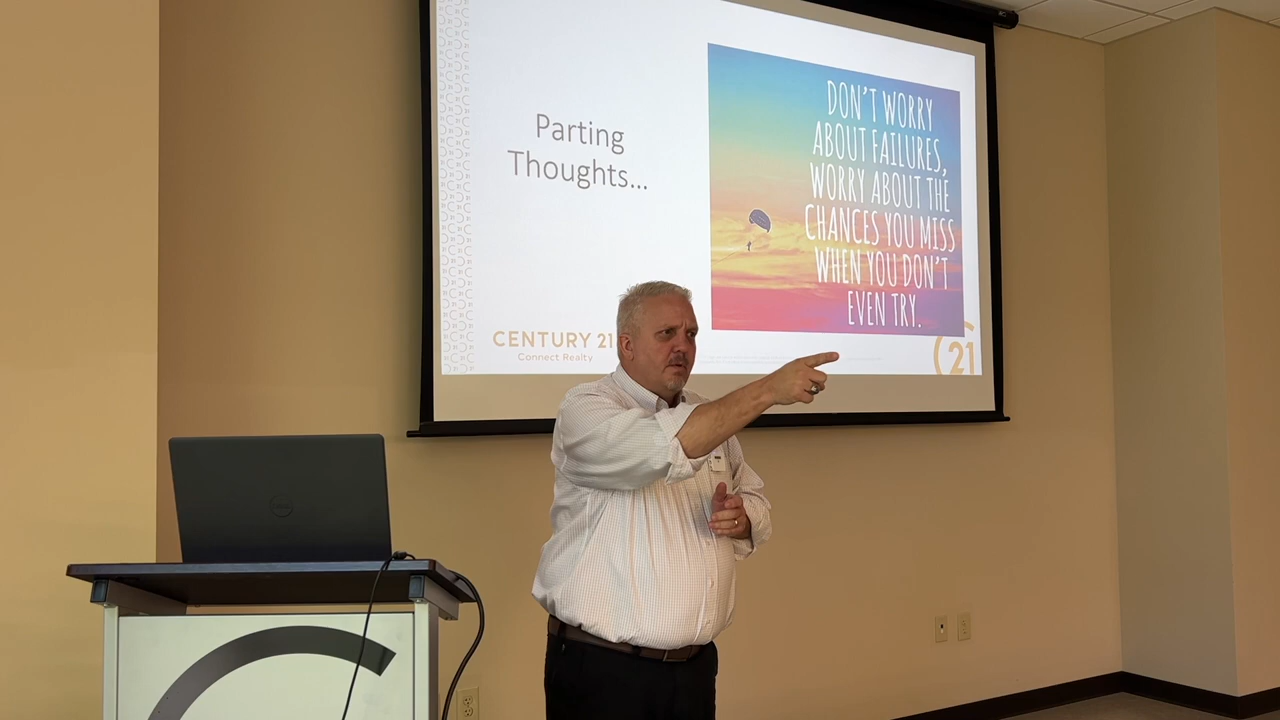 Parting
Thoughts...
DON'T WORRY
ABOUT FAILURES,
WORRY ABOUT THE
CHANCES YOU MISS
WHEN YOU DON'T
EVEN TRY.
CENTURY 21
Connect Realty
21
DELL